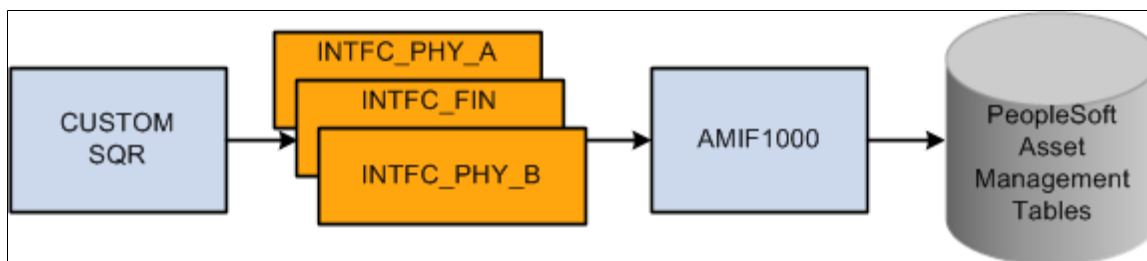 CUSTOM
SQR
INTFC_PHY_A
INTFC_FIN
INTFC_PHY_B
AMIF1000
PeopleSoft
Asset
Management
Tables